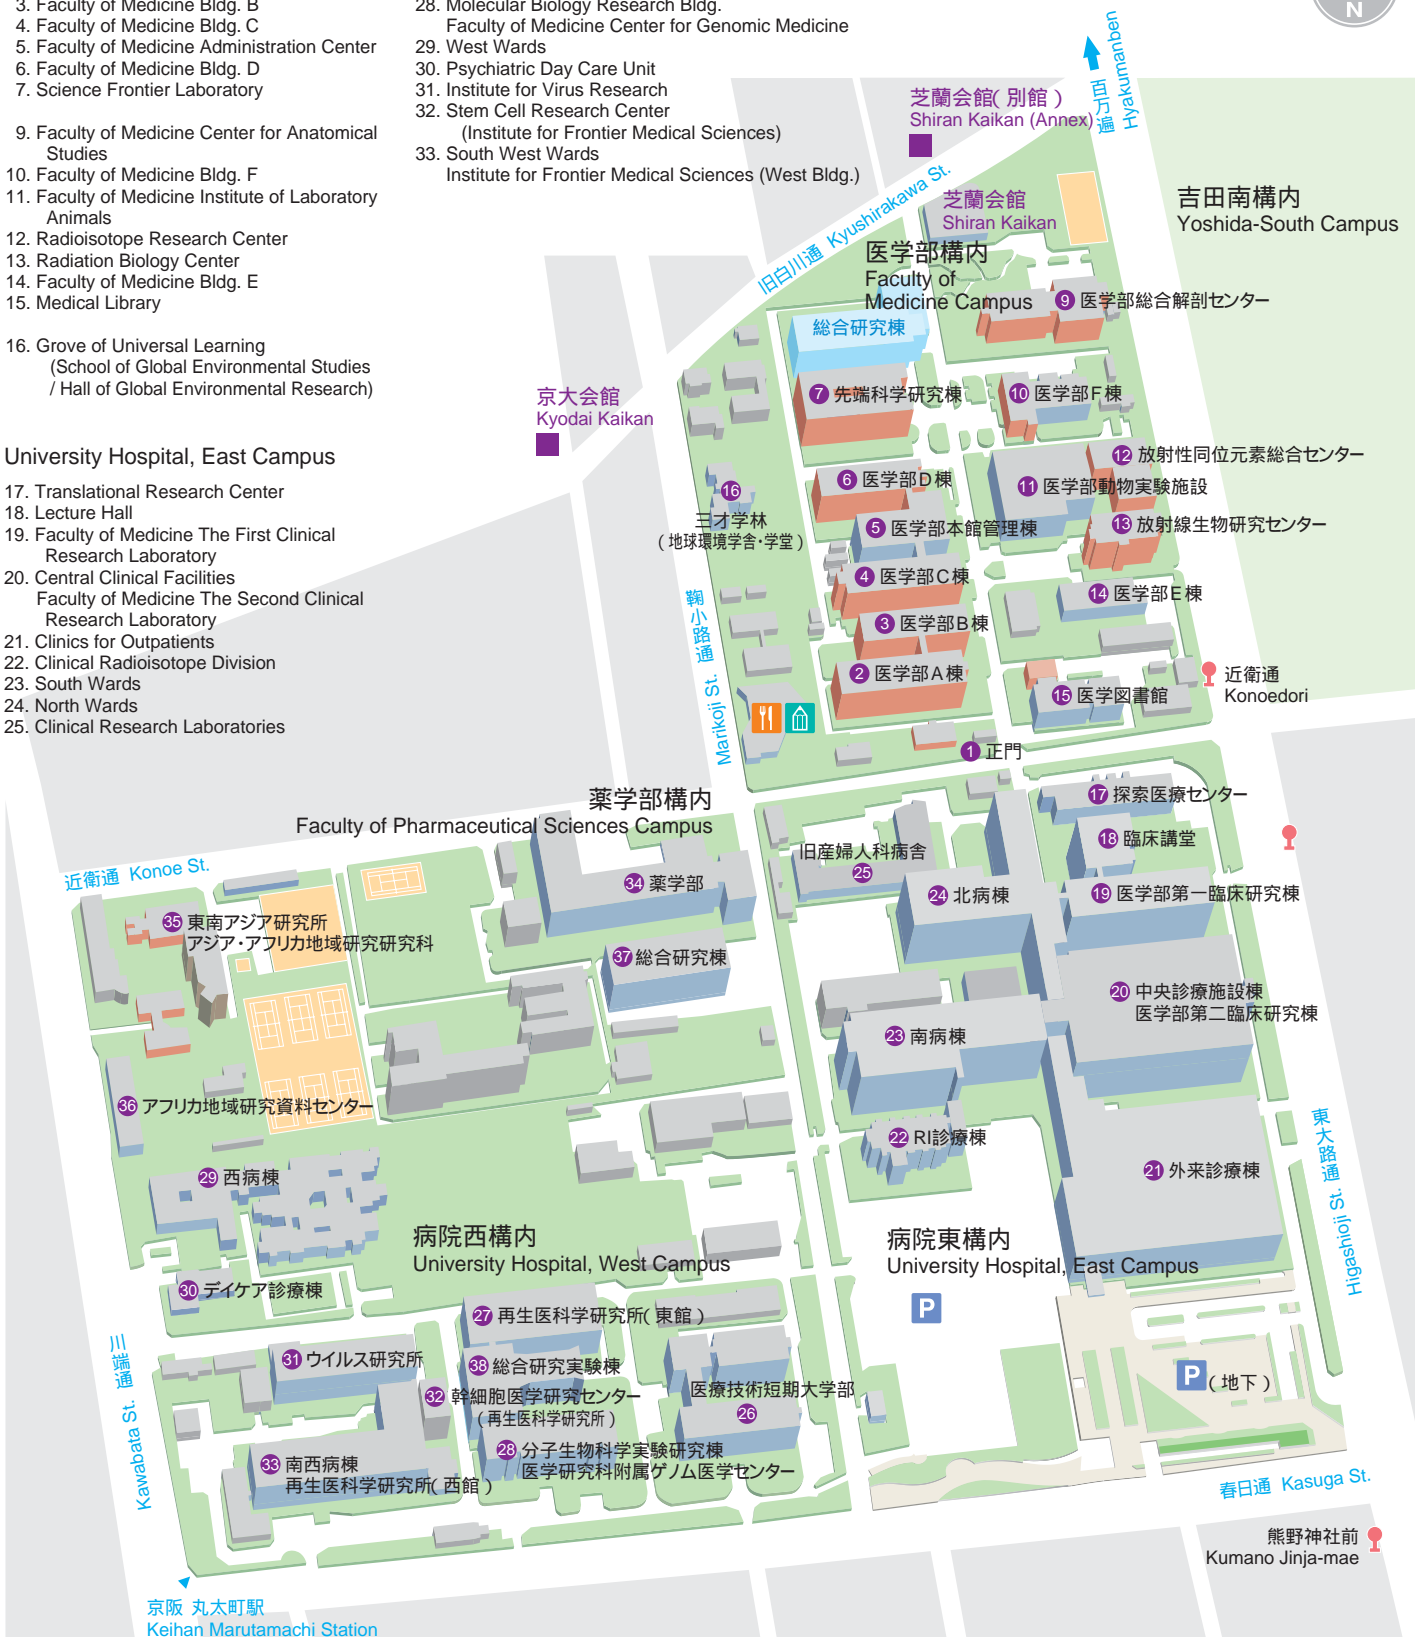 3. Faculty of Medicine Bldg. B
4. Faculty of Medicine Bldg. C
5. Faculty of Medicine Administration Center
6. Faculty of Medicine Bldg. D
7. Science Frontier Laboratory
9. Faculty of Medicine Center for Anatomical
Studies
10. Faculty of Medicine Bldg. F
11. Faculty of Medicine Institute of Laboratory
Animals
12. Radioisotope Research Center
13. Radiation Biology Center
14. Faculty of Medicine Bldg. E
15. Medical Library
16. Grove of Universal Learning
(School of Global Environmental Studies
/ Hall of Global Environmental Research)
University Hospital, East Campus
17. Translational Research Center
18. Lecture Hall
19. Faculty of Medicine The First Clinical
Research Laboratory
20. Central Clinical Facilities
Faculty of Medicine The Second Clinical
Research Laboratory
21. Clinics for Outpatients
22. Clinical Radioisotope Division
23. South Wards
24. North Wards
25. Clinical Research Laboratories
28. Molecular Biology Research Bldg.
Faculty of Medicine Center for Genomic Medicine
29. West Wards
30. Psychiatric Day Care Unit
31. Institute for Virus Research
32. Stem Cell Research Center
(Institute for Frontier Medical Sciences)
33. South West Wards
Institute for Frontier Medical Sciences (West Bldg.)
N
百万遍
Hyakumanben
芝蘭会館(別館)
Shiran Kaikan (Annex)
旧白川通 Kyushirakawa St.
芝蘭会館
Shiran Kaikan
吉田南構内
Yoshida-South Campus
医学部構内
Faculty of
Medicine Campus
9 医学部総合解剖センター
総合研究棟
京大会館
Kyodai Kaikan
7 先端科学研究棟
10 医学部F棟
12 放射性同位元素総合センター
6 医学部D棟
11 医学部動物実験施設
16
三才学林
(地球環境学舎・学堂)
5 医学部本館管理棟
13 放射線生物研究センター
4 医学部C棟
14 医学部E棟
3 医学部B棟
2 医学部A棟
15 医学図書館
鞠小路通 Marikoji St.
近衛通
Konoedori
1 正門
薬学部構内
Faculty of Pharmaceutical Sciences Campus
17 探索医療センター
18 臨床講堂
旧産婦人科病舎
25
近衛通 Konoe St.
34 薬学部
24 北病棟
19 医学部第一臨床研究棟
35 東南アジア研究所
アジア・アフリカ地域研究研究科
37 総合研究棟
20 中央診療施設棟
医学部第二臨床研究棟
23 南病棟
36 アフリカ地域研究資料センター
22 RI診療棟
21 外来診療棟
東大路通 Higashioji St.
29 西病棟
病院西構内
University Hospital, West Campus
病院東構内
University Hospital, East Campus
30 デイケア診療棟
27 再生医科学研究所(東館)
P
31 ウイルス研究所
38 総合研究実験棟
P (地下)
32 幹細胞医学研究センター
(再生医科学研究所)
医療技術短期大学部
26
川端通 Kawabata St.
28 分子生物科学実験研究棟
医学研究科附属ゲノム医学センター
33 南西病棟
再生医科学研究所(西館)
春日通 Kasuga St.
熊野神社前
Kumano Jinja-mae
京阪 丸太町駅
Keihan Marutamachi Station